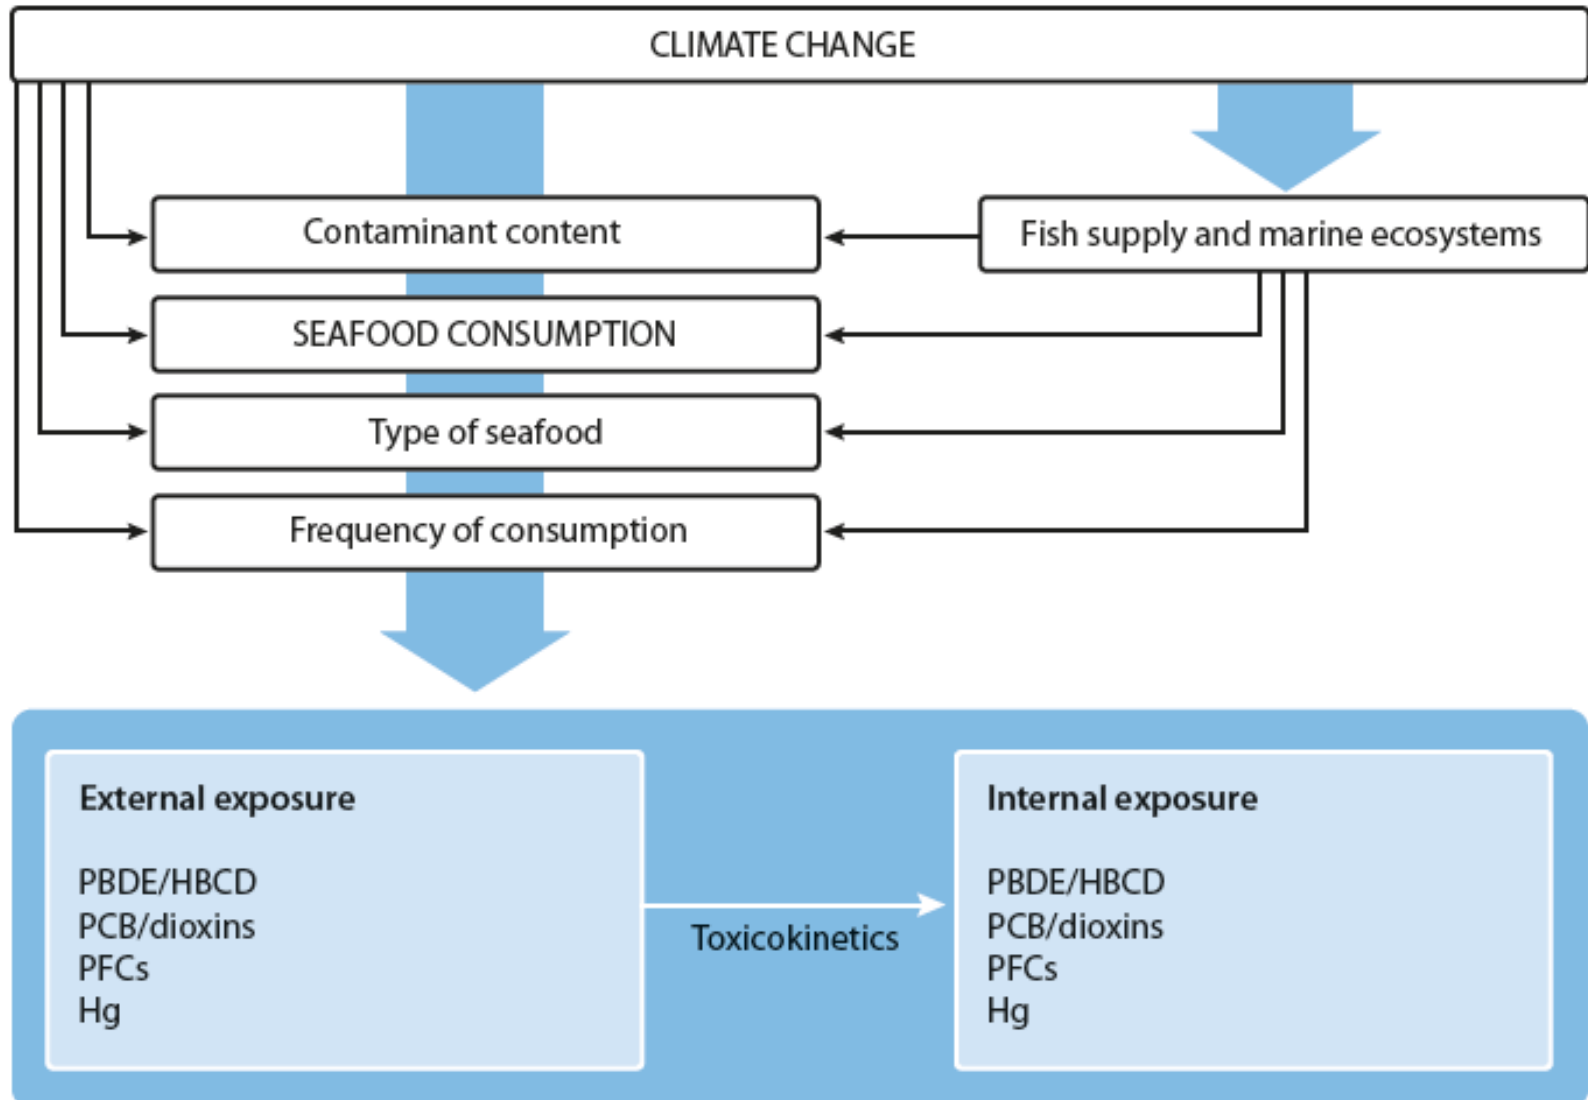 CLIMATE CHANGE
Contaminant content
Fish supply and marine ecosystems
SEAFOOD CONSUMPTION
Type of seafood
Frequency of consumption
External exposure
PBDE/HBCD
PCB/dioxins
PFCs
Hg
Toxicokinetics
Internal exposure
PBDE/HBCD
PCB/dioxins
PFCs
Hg